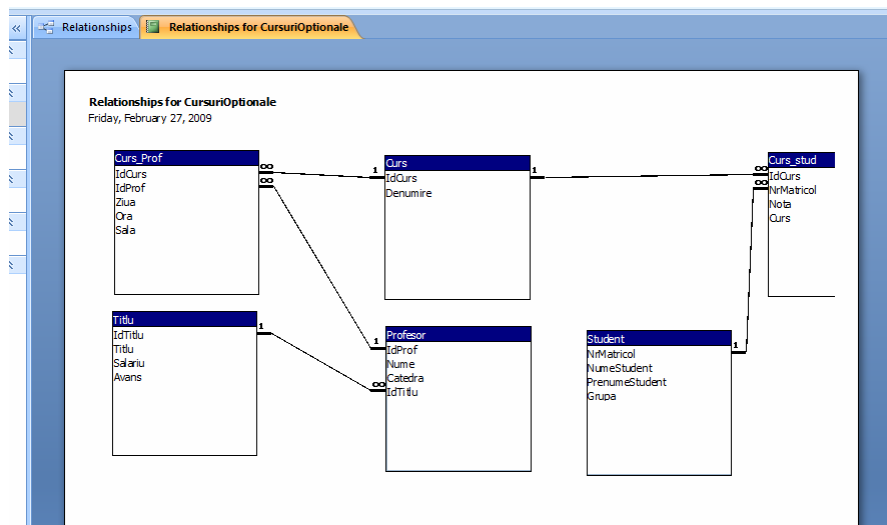 Relationships
Relationships for CursuriOptionale
Relationships for CursuriOptionale
Friday, February 27, 2009
Curs_Prof
IdCurs
IdProf
Ziua
Ora
Sala
∞
∞
1
Curs
IdCurs
Denumire
1
∞
∞
Curs_stud
IdCurs
NrMatricol
Nota
Curs
Titlu
IdTitlu
Titlu
Salariu
Avans
1
1
∞
Profesor
IdProf
Nume
Catedra
IdTitlu
Student
NrMatricol
NumeStudent
PrenumeStudent
Grupa
1